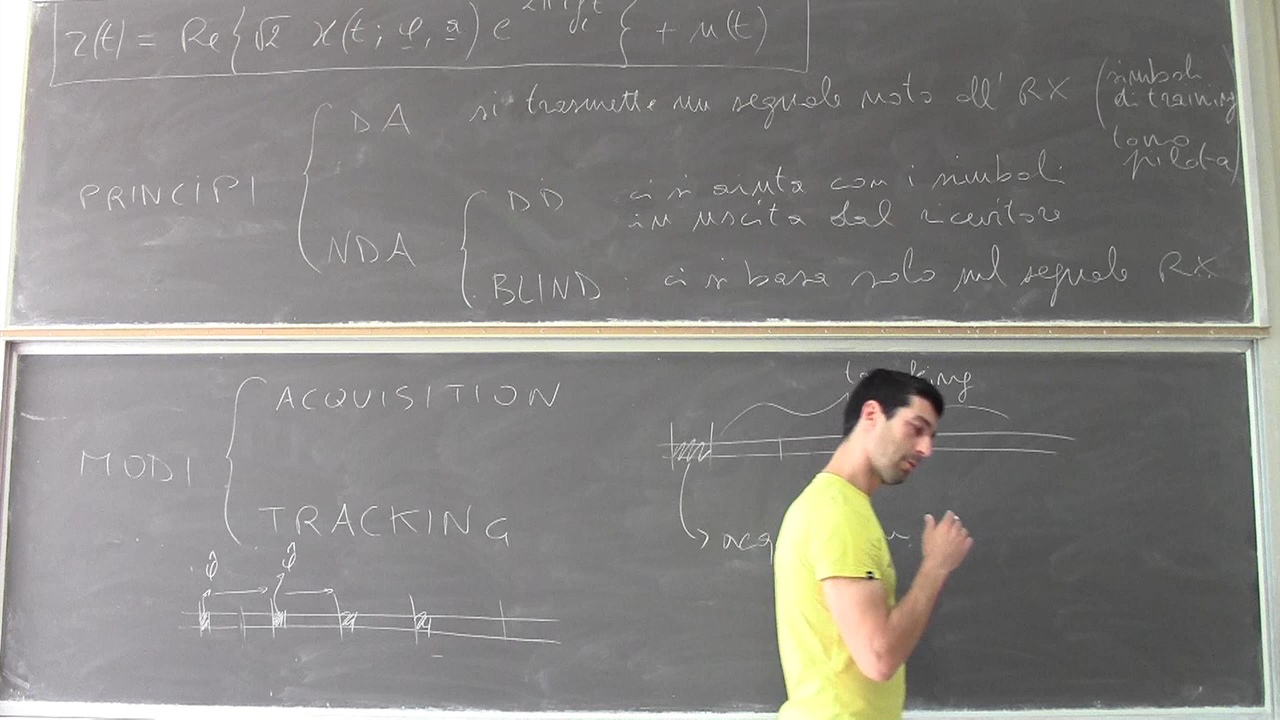 r(t) = Re{√2 x(t; φ, a) e } + n(t)
PRINCIPI
DA si trasmette un segnale noto all' RX (simboli
di training
tono
pilota)
NDA
DD ci si aiuta con i simboli
in uscita dal ricevitore
BLIND : ci si basa solo sul segnale RX
MODI
ACQUISITION
TRACKING
φ̂ φ̂